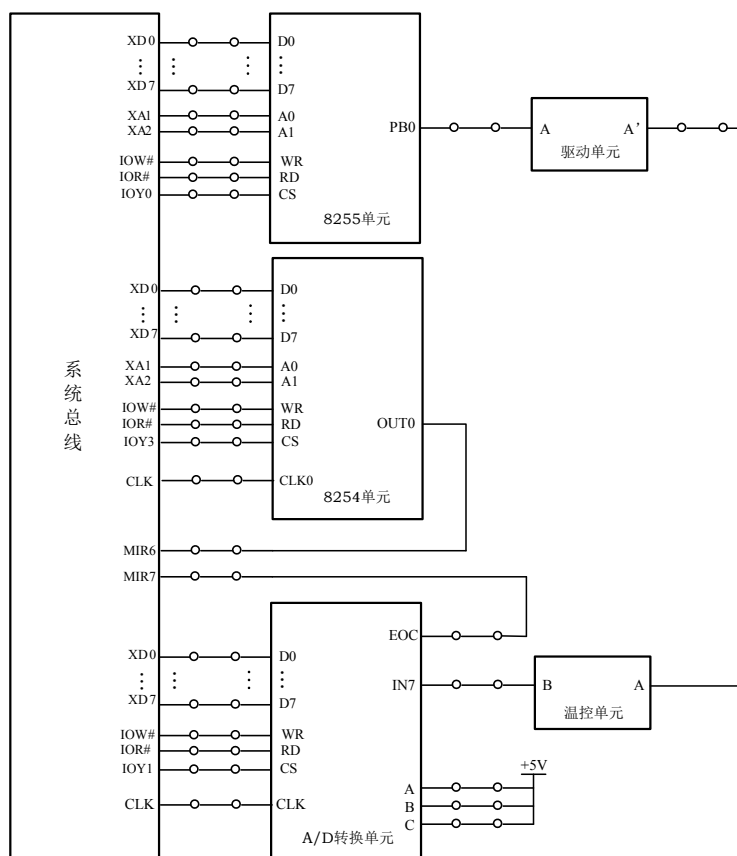 系统总线
XD0
XD7
XA1
XA2
IOW#
IOR#
IOY0
D0
D7
A0
A1
WR
RD
CS
8255单元
PB0
A
A’
驱动单元
XD0
XD7
XA1
XA2
IOW#
IOR#
IOY3
CLK
D0
D7
A0
A1
WR
RD
CS
CLK0
OUT0
8254单元
MIR6
MIR7
XD0
XD7
IOW#
IOR#
IOY1
CLK
D0
D7
WR
RD
CS
CLK
EOC
IN7
A
B
C
A/D转换单元
+5V
B
A
温控单元